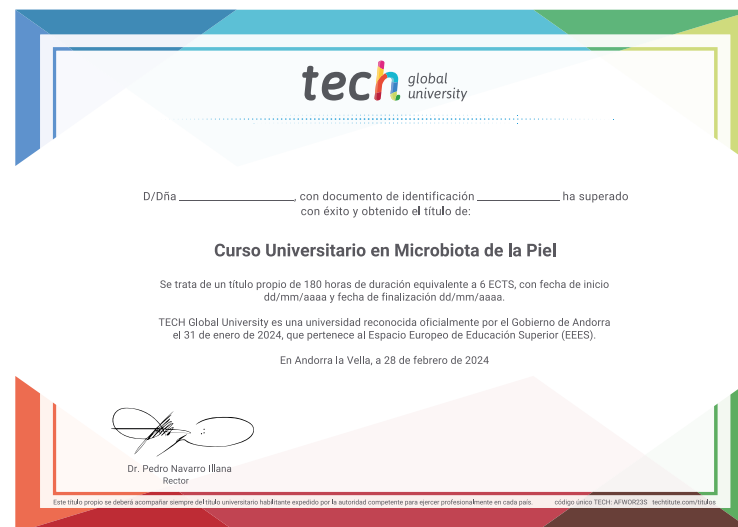 tech global university
D/Dña ____________________, con documento de identificación ______________ ha superado
con éxito y obtenido el título de:
Curso Universitario en Microbiota de la Piel
Se trata de un título propio de 180 horas de duración equivalente a 6 ECTS, con fecha de inicio
dd/mm/aaaa y fecha de finalización dd/mm/aaaa.
TECH Global University es una universidad reconocida oficialmente por el Gobierno de Andorra
el 31 de enero de 2024, que pertenece al Espacio Europeo de Educación Superior (EEES).
En Andorra la Vella, a 28 de febrero de 2024
Dr. Pedro Navarro Illana
Rector
Este título propio se deberá acompañar siempre del título universitario habilitante expedido por la autoridad competente para ejercer profesionalmente en cada país. código único TECH: AFWOR23S techtitute.com/titulos